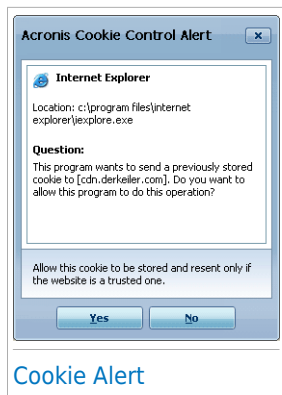 Acronis Cookie Control Alert
Internet Explorer
Location: c:\program files\internet
explorer\iexplore.exe
Question:
This program wants to send a previously stored
cookie to [cdn.derkeiler.com]. Do you want to
allow this program to do this operation?
Allow this cookie to be stored and resent only if
the website is a trusted one.
Yes
No
Cookie Alert